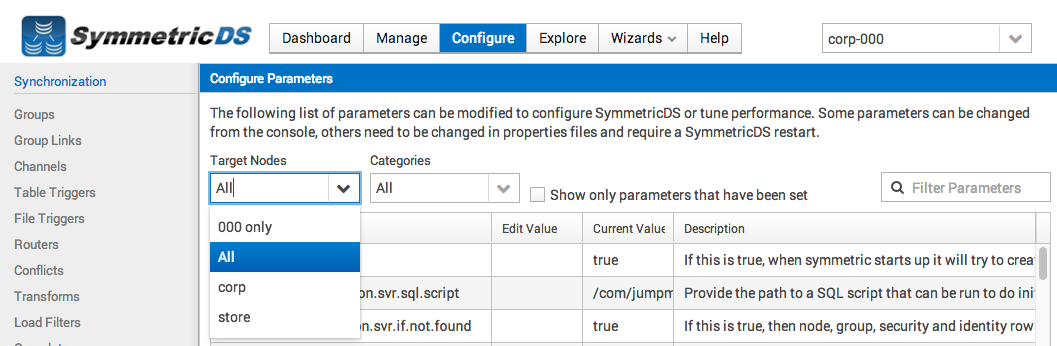 SymmetricDS
Dashboard Manage Configure Explore Wizards Help
corp-000
Synchronization
Groups
Group Links
Channels
Table Triggers
File Triggers
Routers
Conflicts
Transforms
Load Filters
Configure Parameters
The following list of parameters can be modified to configure SymmetricDS or tune performance. Some parameters can be changed
from the console, others need to be changed in properties files and require a SymmetricDS restart.
Target Nodes Categories
All All Show only parameters that have been set Filter Parameters
000 only
All
corp
store
Edit Value Current Value Description
true If this is true, when symmetric starts up it will try to crea
on.svr.sql.script /com/jumpm Provide the path to a SQL script that can be run to do ini
on.svr.if.not.found true If this is true, then node, group, security and identity row